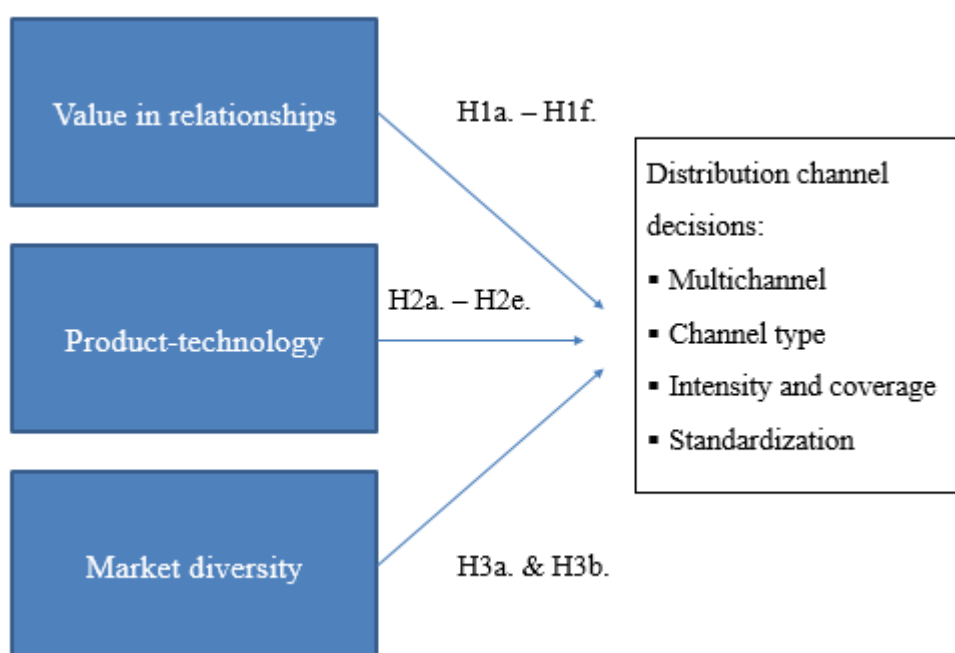 Value in relationships
H1a. – H1f.
Distribution channel
decisions:
▪ Multichannel
▪ Channel type
▪ Intensity and coverage
▪ Standardization
H2a. – H2e.
Product-technology
Market diversity
H3a. & H3b.